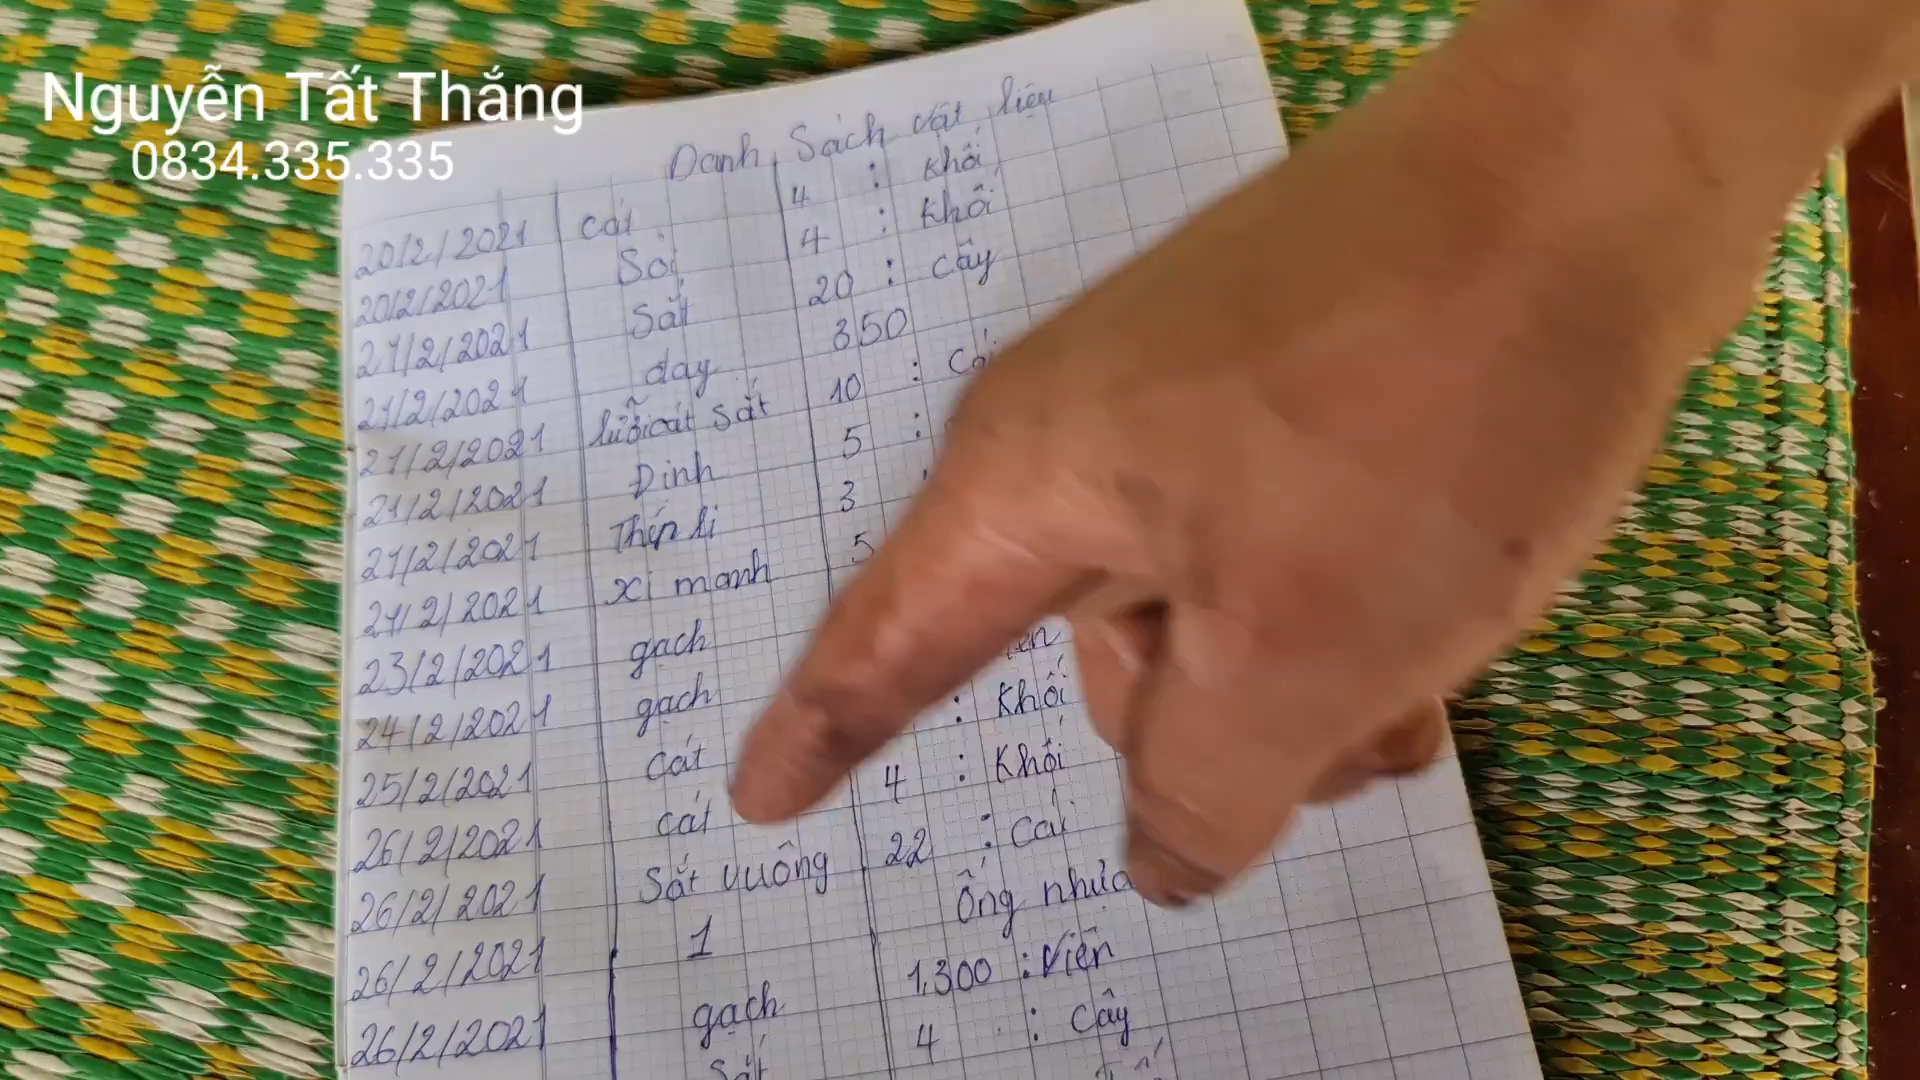 Nguyễn Tất Thắng
0834.335.335
Danh Sách vật liệu
20/2/2021 cát 4 : khối
20/2/2021 Sỏi 4 : Khối
21/2/2021 Sắt 20 : cây
21/2/2021 day 350
21/2/2021 lưỡi cắt Sắt 10 : Cái
21/2/2021 Đinh 5 :
21/2/2021 Thép li 3
21/2/2021 xi manh 5
23/2/2021 gạch
24/2/2021 gạch
25/2/2021 cát : Khối
26/2/2021 cát 4 : Khối
26/2/2021 Sắt vuông 22 : Cái
26/2/2021 1 Ống nhựa
26/2/2021 gạch 1,300 : Viên
Sắt 4 : Cây